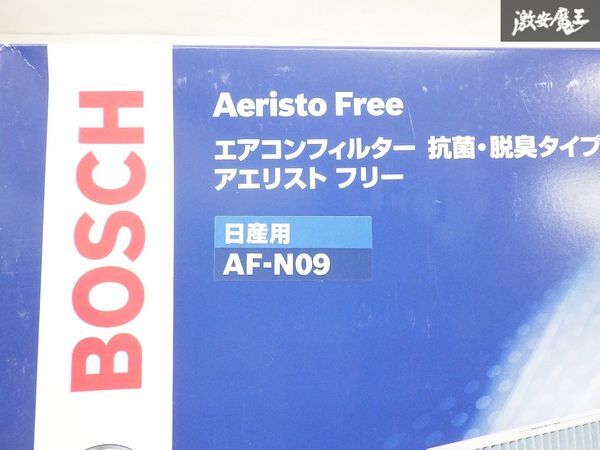 激安魔王
BOSCH
Aeristo Free
エアコンフィルター 抗菌・脱臭タイプ
アエリスト フリー
日産用
AF-N09